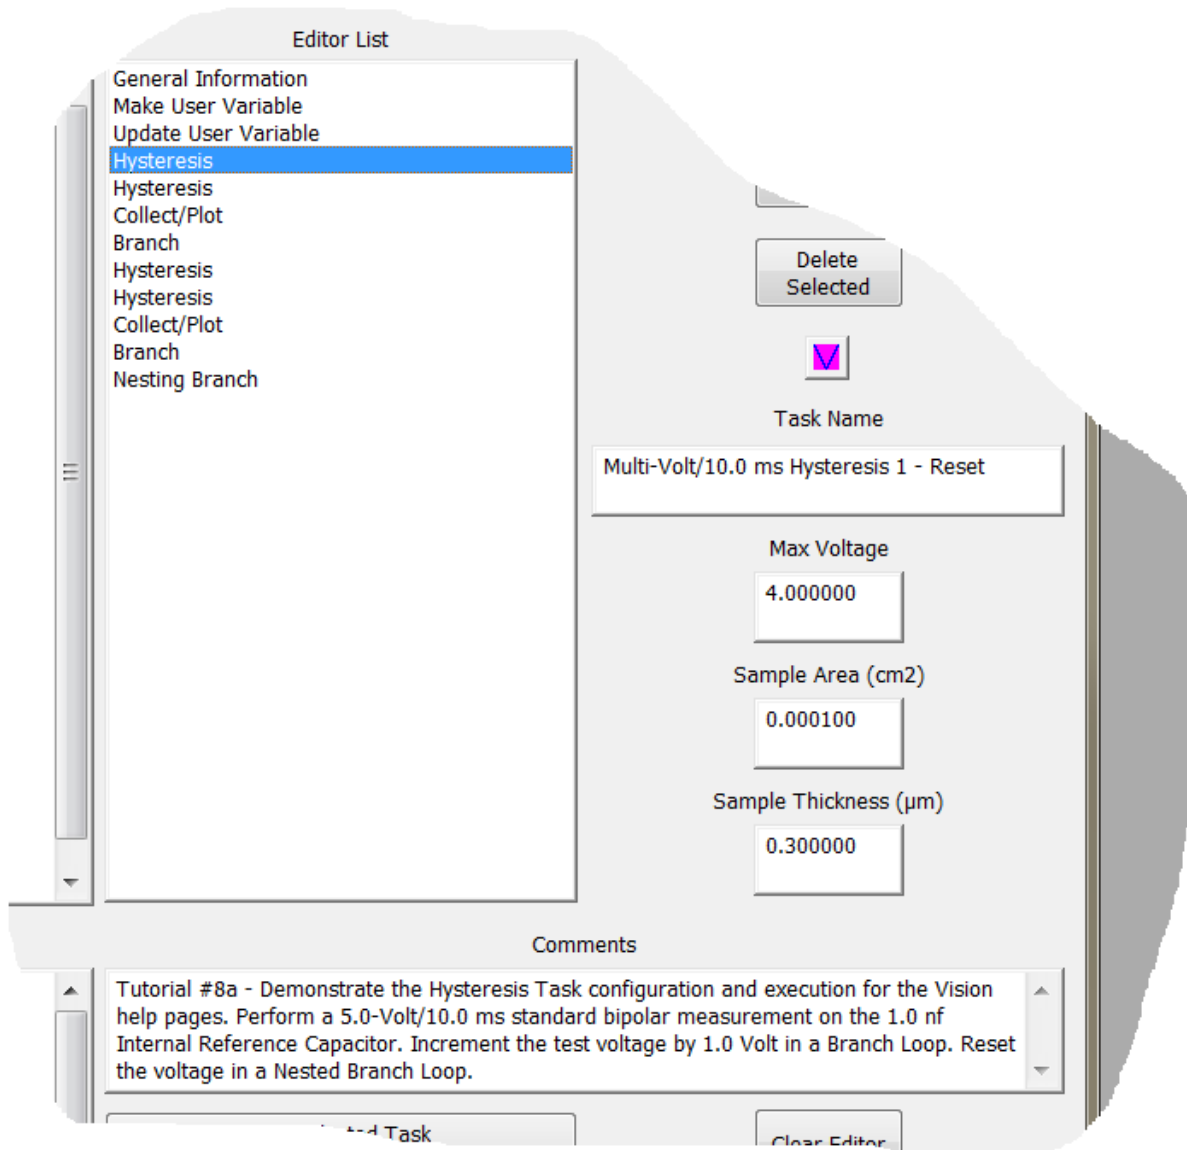 Editor List
General Information
Make User Variable
Update User Variable
Hysteresis
Hysteresis
Collect/Plot
Branch
Hysteresis
Hysteresis
Collect/Plot
Branch
Nesting Branch
Delete
Selected
Task Name
Multi-Volt/10.0 ms Hysteresis 1 - Reset
Max Voltage
4.000000
Sample Area (cm2)
0.000100
Sample Thickness (µm)
0.300000
Comments
Tutorial #8a - Demonstrate the Hysteresis Task configuration and execution for the Vision
help pages. Perform a 5.0-Volt/10.0 ms standard bipolar measurement on the 1.0 nf
Internal Reference Capacitor. Increment the test voltage by 1.0 Volt in a Branch Loop. Reset
the voltage in a Nested Branch Loop.
Task
Clear Editor